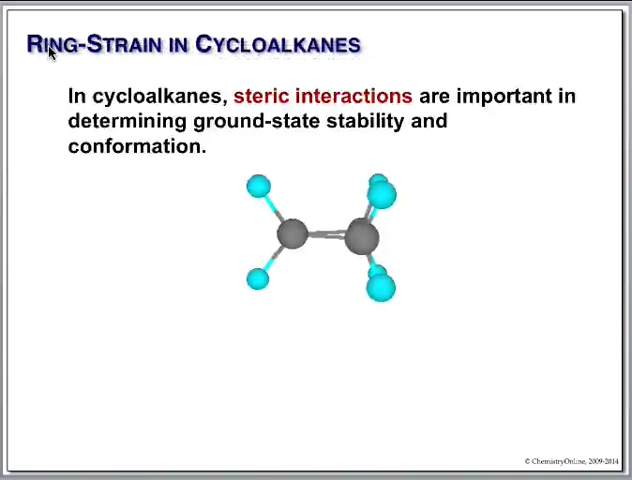 RING-STRAIN IN CYCLOALKANES
In cycloalkanes, steric interactions are important in
determining ground-state stability and
conformation.
© ChemistryOnline, 2009-2014